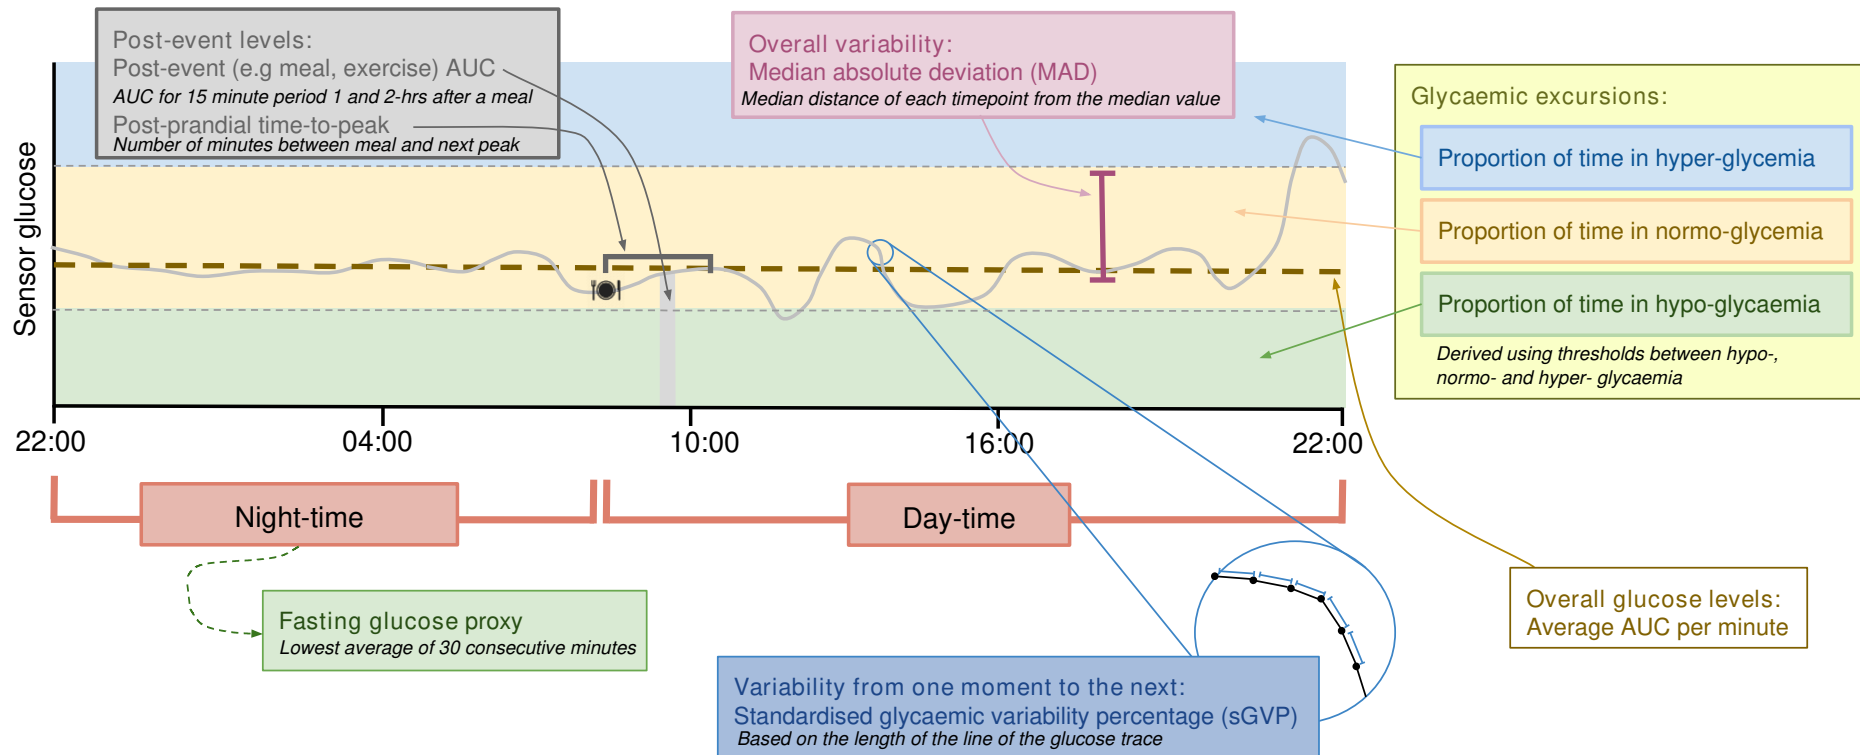 Post-event levels:
Post-event (e.g meal, exercise) AUC
AUC for 15 minute period 1 and 2-hrs after a meal
Post-prandial time-to-peak
Number of minutes between meal and next peak
Overall variability:
Median absolute deviation (MAD)
Median distance of each timepoint from the median value
Glycaemic excursions:
Proportion of time in hyper-glycemia
Proportion of time in normo-glycemia
Proportion of time in hypo-glycaemia
Derived using thresholds between hypo-,
normo- and hyper- glycaemia
Sensor glucose
22:00
04:00
10:00
16:00
22:00
Night-time
Day-time
Fasting glucose proxy
Lowest average of 30 consecutive minutes
Overall glucose levels:
Average AUC per minute
Variability from one moment to the next:
Standardised glycaemic variability percentage (sGVP)
Based on the length of the line of the glucose trace